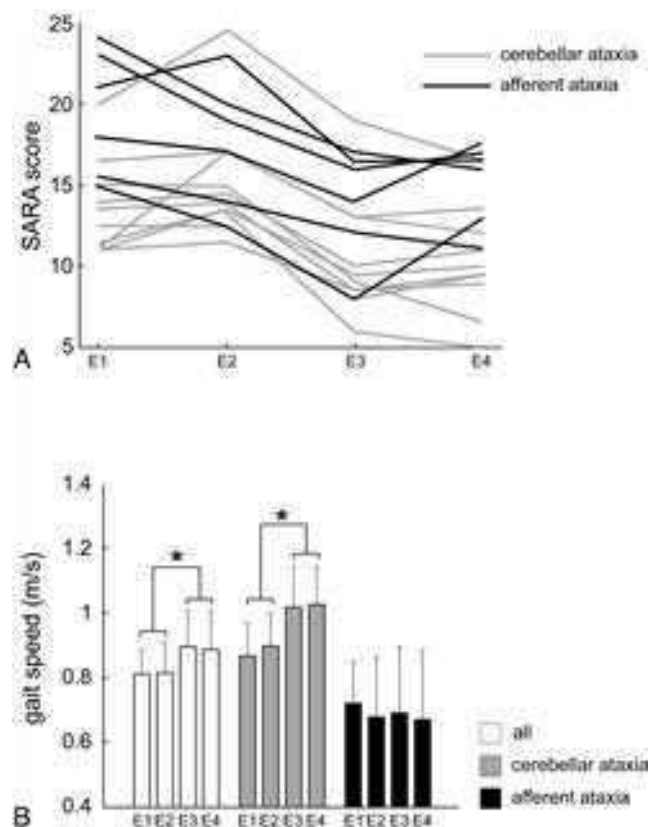 25
20
15
10
5
SARA score
cerebellar ataxia
afferent ataxia
E1 E2 E3 E4
A
1.4
1.2
1
0.8
0.6
0.4
gait speed (m/s)
*
*
all
cerebellar ataxia
afferent ataxia
E1 E2 E3 E4 E1 E2 E3 E4 E1 E2 E3 E4
B